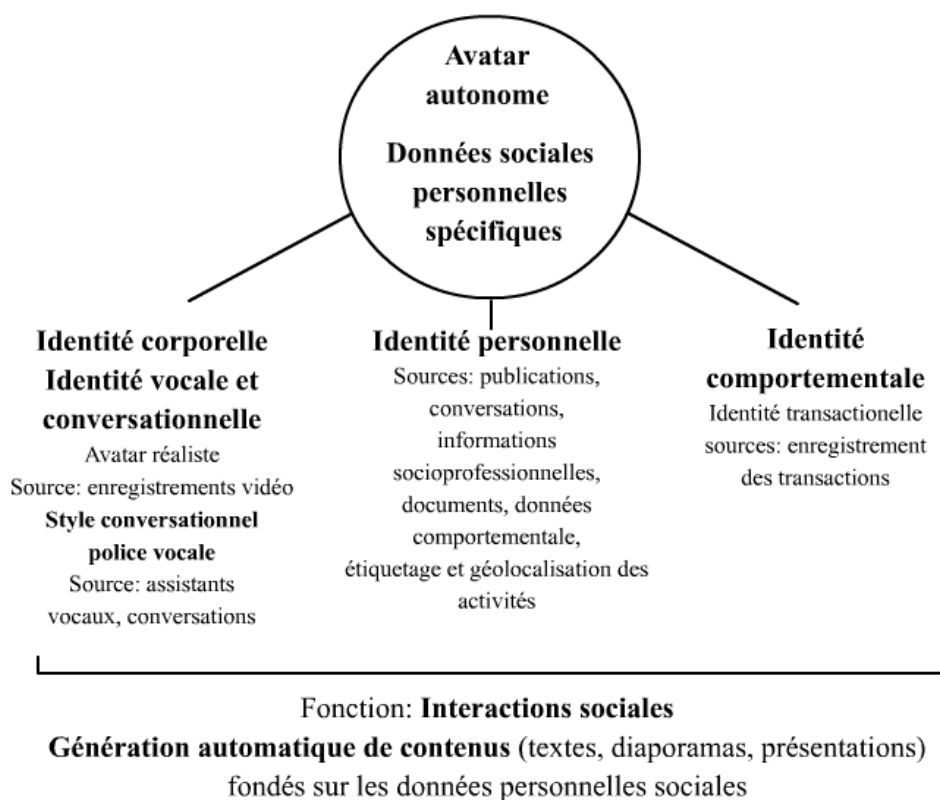 Avatar
autonome
Données sociales
personnelles
spécifiques
Identité corporelle
Identité vocale et
conversationnelle
Avatar réaliste
Source: enregistrements vidéo
Style conversationnel
police vocale
Source: assistants
vocaux, conversations
Identité personnelle
Sources: publications,
conversations,
informations
socioprofessionnelles,
documents, données
comportementale,
étiquetage et géolocalisation des
activités
Identité
comportementale
Identité transactionelle
sources: enregistrement
des transactions
Fonction: Interactions sociales
Génération automatique de contenus (textes, diaporamas, présentations)
fondés sur les données personnelles sociales